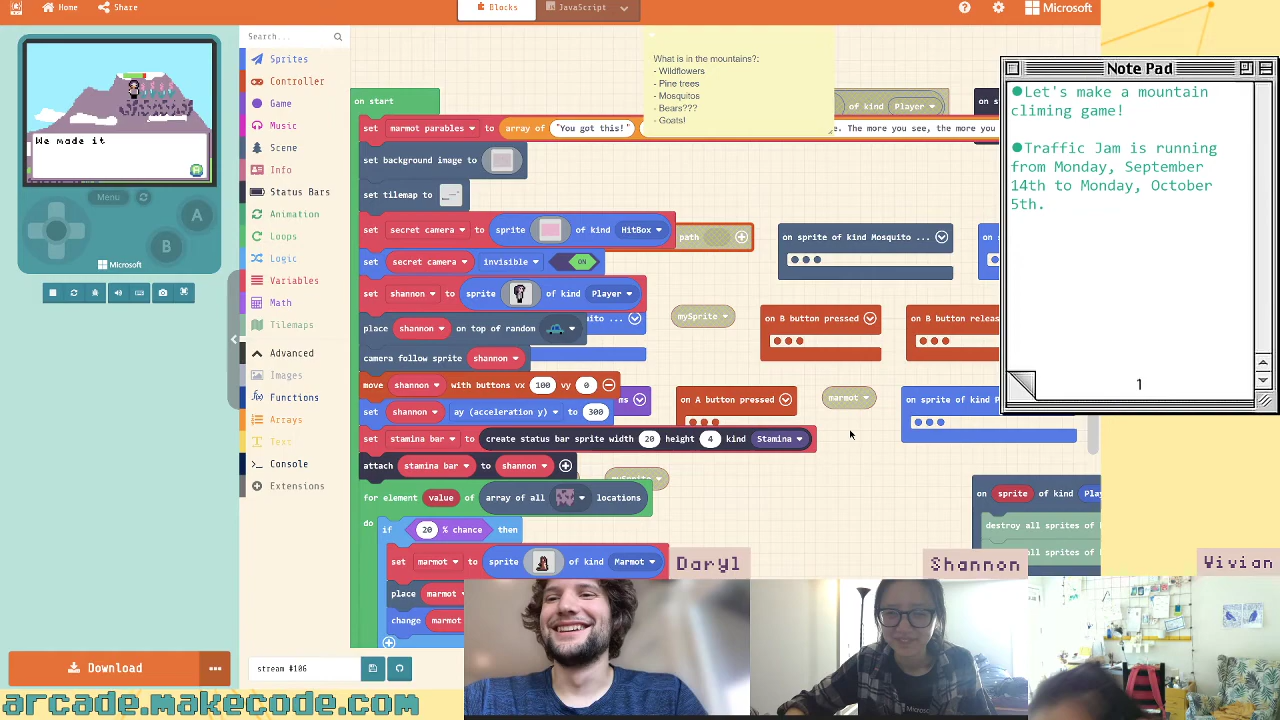 Home
Share
Blocks
JavaScript
Microsoft
We made it
Menu
A
B
Microsoft
Search...
Sprites
Controller
Game
Music
Scene
Info
Status Bars
Animation
Loops
Logic
Variables
Math
Tilemaps
Advanced
Images
Functions
Arrays
Text
Console
Extensions
What is in the mountains?:
- Wildflowers
- Pine trees
- Mosquitos
- Bears???
- Goats!
of kind Player
on start
set marmot parables to array of "You got this!" e. The more you see, the more you
set background image to
set tilemap to
set secret camera to sprite of kind HitBox
path
on sprite of kind Mosquito ...
set secret camera invisible ON
set shannon to sprite of kind Player
mySprite
on B button pressed
on B button releas
place shannon on top of random
camera follow sprite shannon
move shannon with buttons vx 100 vy 0
on A button pressed
marmot
on sprite of kind P
set shannon ay (acceleration y) to 300
set stamina bar to create status bar sprite width 20 height 4 kind Stamina
attach stamina bar to shannon
mySprite
for element value of array of all locations
on sprite of kind Play
destroy all sprites of k
all sprites of k
do if 20 % chance then
set marmot to sprite of kind Marmot
place marmot
change marmot
Note Pad
Let's make a mountain
climing game!
Traffic Jam is running
from Monday, September
14th to Monday, October
5th.
1
Daryl
Shannon
Vivian
Download
stream #106
arcade.makecode.com